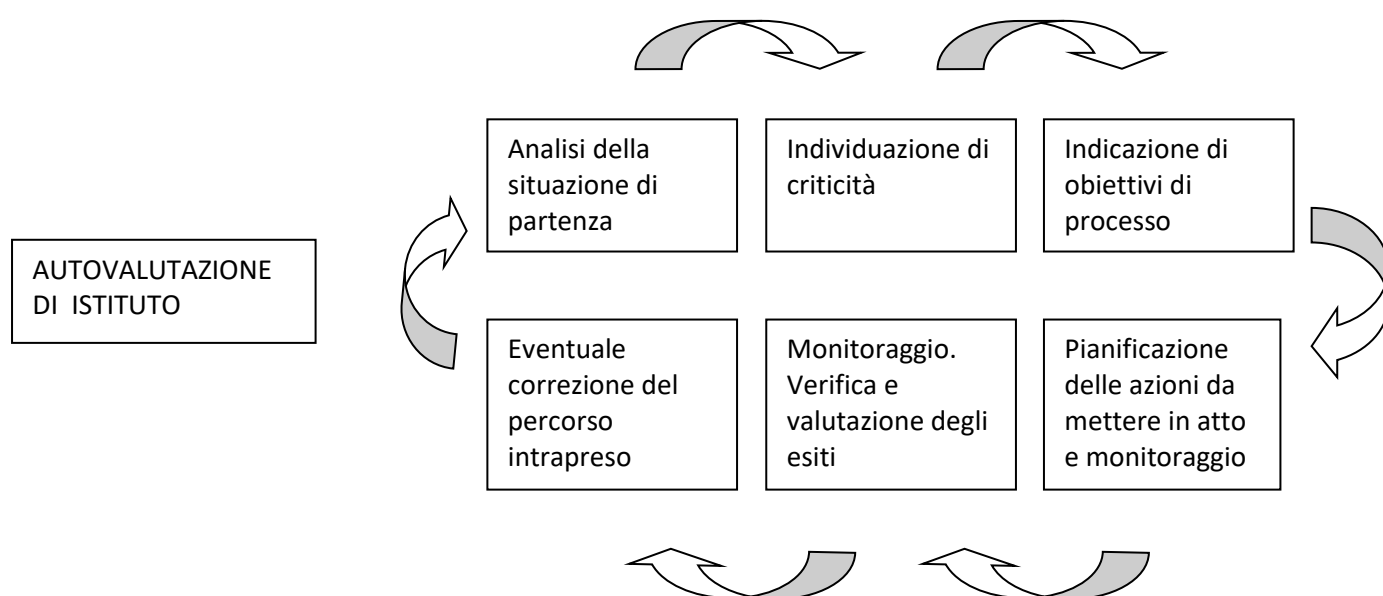 AUTOVALUTAZIONE
DI ISTITUTO
Analisi della
situazione di
partenza
Individuazione di
criticità
Indicazione di
obiettivi di
processo
Eventuale
correzione del
percorso
intrapreso
Monitoraggio.
Verifica e
valutazione degli
esiti
Pianificazione
delle azioni da
mettere in atto
e monitoraggio